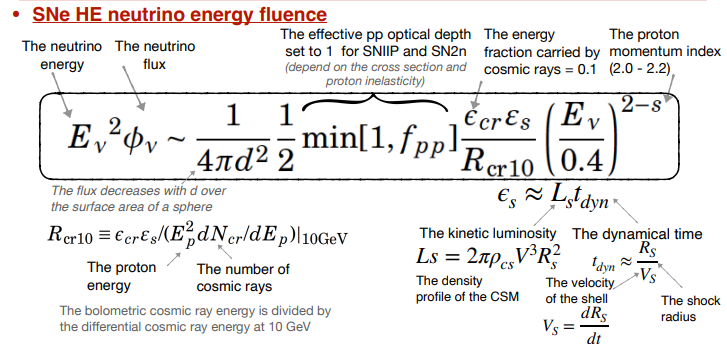 • SNe HE neutrino energy fluence
The neutrino
energy
The neutrino
flux
The effective pp optical depth
set to 1 for SNIIP and SN2n
(depend on the cross section and
proton inelasticity)
The energy
fraction carried by
cosmic rays = 0.1
The proton
momentum index
(2.0 - 2.2)
E_ν²ϕ_ν ~ 1/(4πd²) 1/2 min[1, f_pp] ϵ_cr ε_s/R_cr10 (E_ν/0.4)^(2−s)
The flux decreases with d over
the surface area of a sphere
ϵ_s ≈ L_s t_dyn
R_cr10 ≡ ϵ_cr ε_s/(E_p² dN_cr/dE_p)|10GeV
The proton
energy
The number of
cosmic rays
The bolometric cosmic ray energy is divided by
the differential cosmic ray energy at 10 GeV
The kinetic luminosity
Ls = 2πρ_cs V³R_s²
The density
profile of the CSM
The dynamical time
t_dyn ≈ R_S/V_S
The velocity
of the shell
The shock
radius
V_S = dR_S/dt